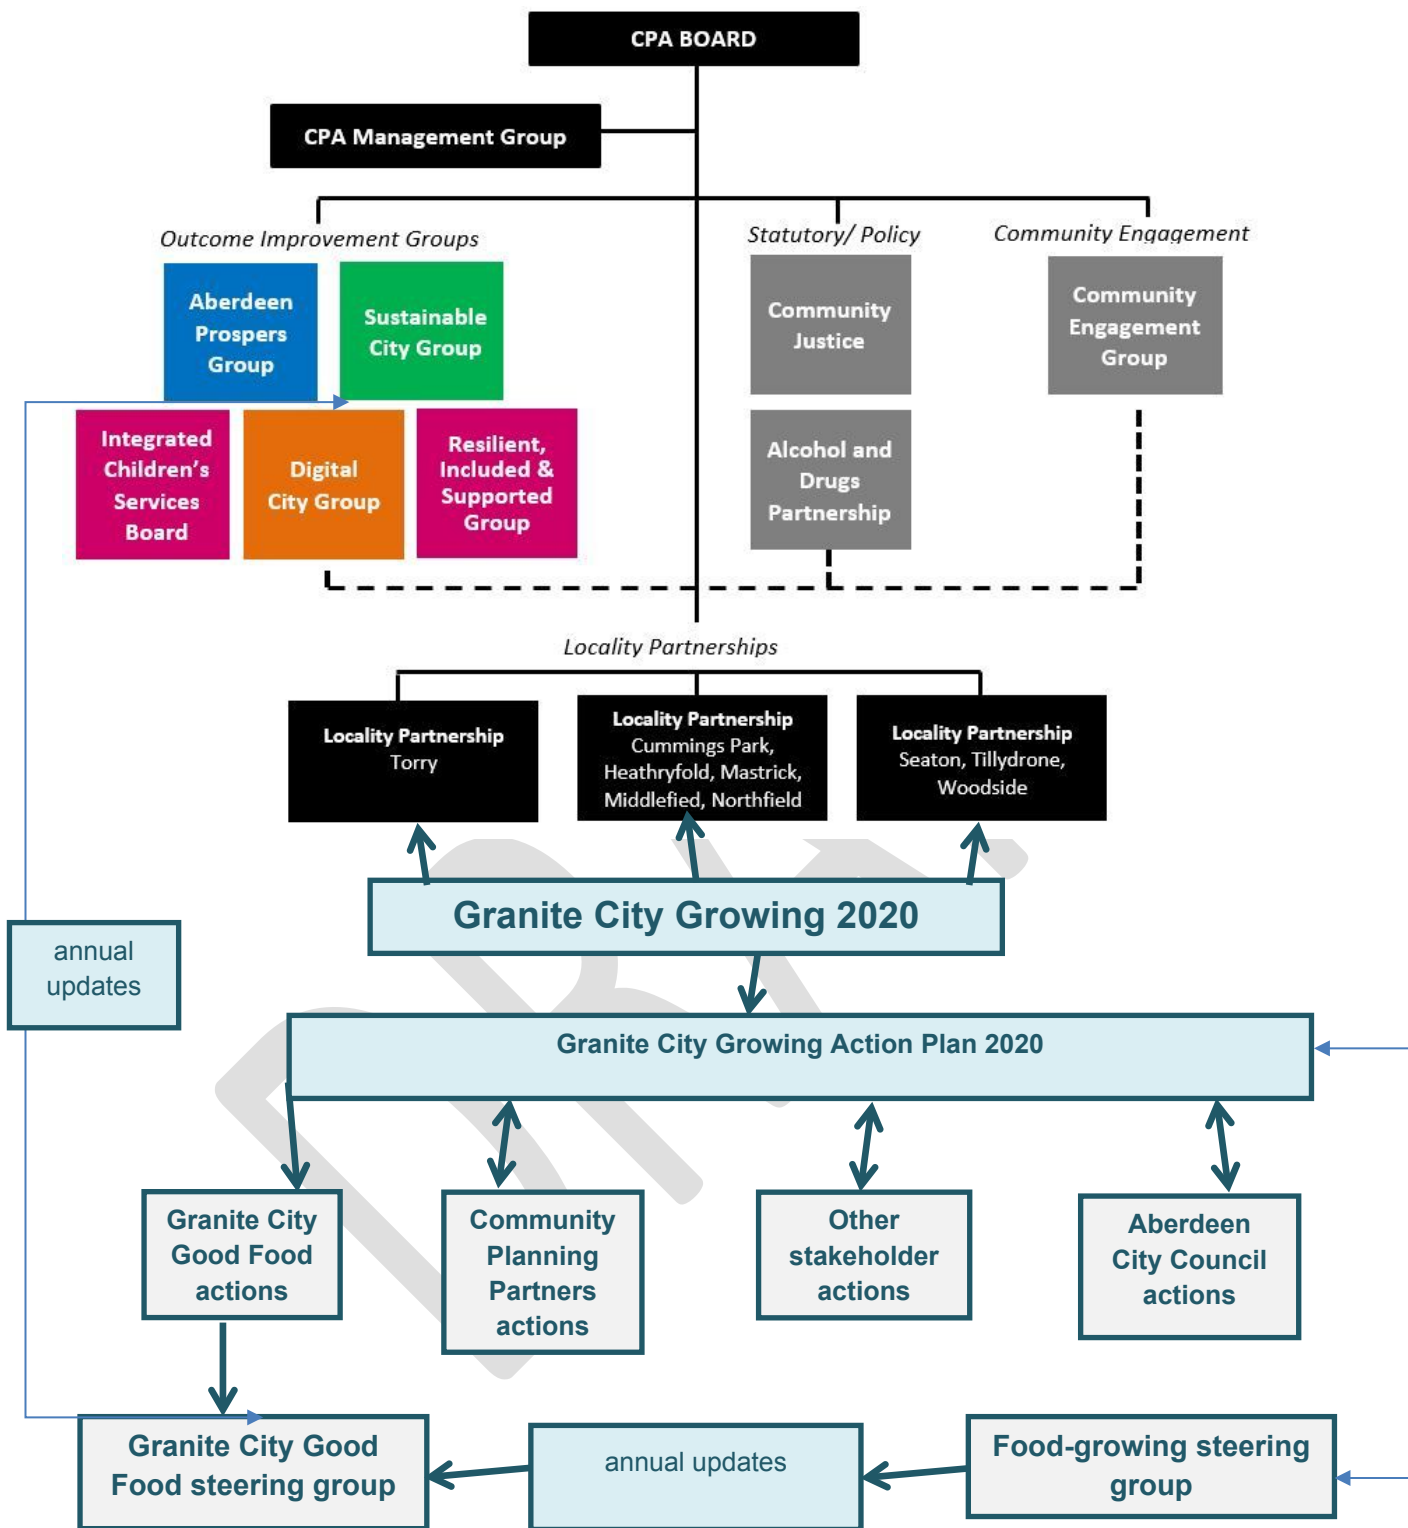 CPA BOARD
CPA Management Group
Outcome Improvement Groups
Statutory/ Policy
Community Engagement
Aberdeen
Prospers
Group
Sustainable
City Group
Community
Justice
Community
Engagement
Group
Integrated
Children's
Services
Board
Digital
City Group
Resilient,
Included &
Supported
Group
Alcohol and
Drugs
Partnership
Locality Partnerships
Locality Partnership
Torry
Locality Partnership
Cummings Park,
Heathryfold, Mastrick,
Middlefied, Northfield
Locality Partnership
Seaton, Tillydrone,
Woodside
Granite City Growing 2020
annual
updates
Granite City Growing Action Plan 2020
Granite City
Good Food
actions
Community
Planning
Partners
actions
Other
stakeholder
actions
Aberdeen
City Council
actions
Granite City Good
Food steering group
annual updates
Food-growing steering
group